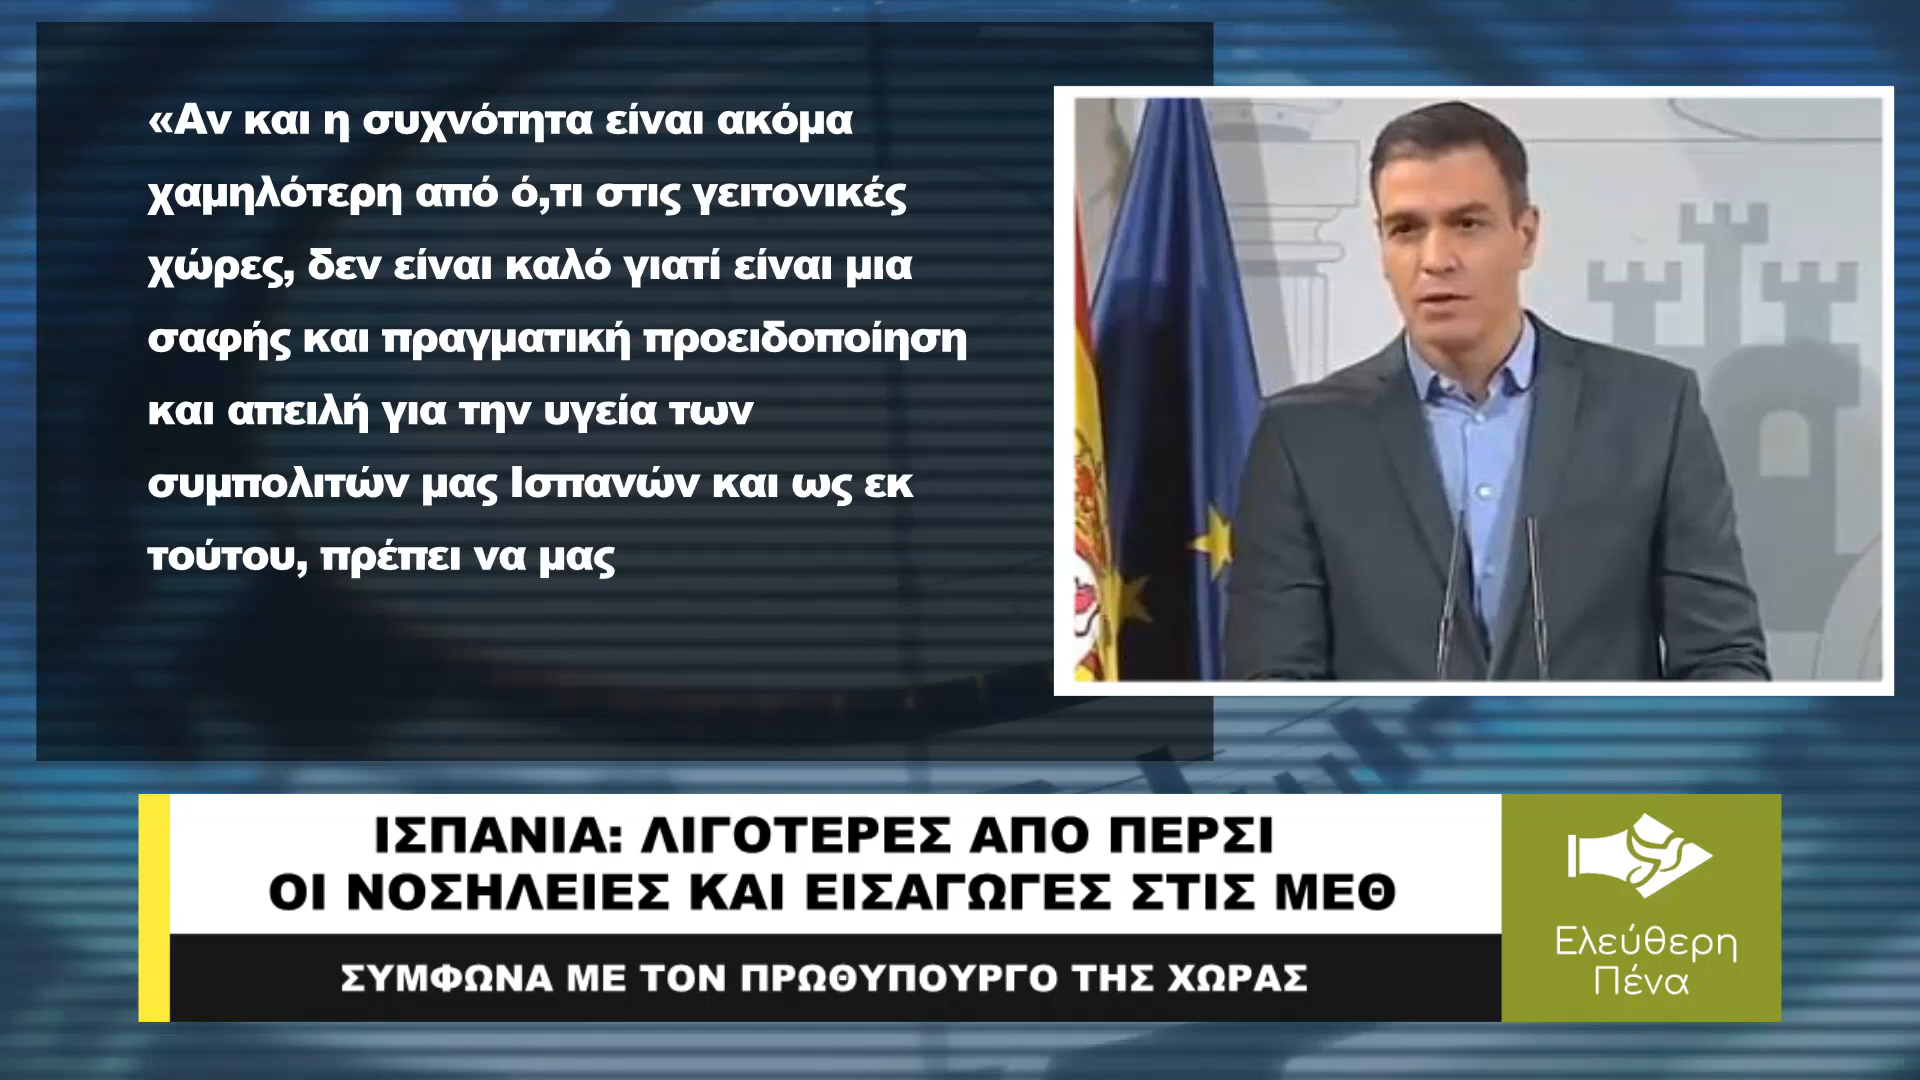 «Αν και η συχνότητα είναι ακόμα
χαμηλότερη από ό,τι στις γειτονικές
χώρες, δεν είναι καλό γιατί είναι μια
σαφής και πραγματική προειδοποίηση
και απειλή για την υγεία των
συμπολιτών μας Ισπανών και ως εκ
τούτου, πρέπει να μας
ΙΣΠΑΝΙΑ: ΛΙΓΟΤΕΡΕΣ ΑΠΟ ΠΕΡΣΙ
ΟΙ ΝΟΣΗΛΕΙΕΣ ΚΑΙ ΕΙΣΑΓΩΓΕΣ ΣΤΙΣ ΜΕΘ
ΣΥΜΦΩΝΑ ΜΕ ΤΟΝ ΠΡΩΘΥΠΟΥΡΓΟ ΤΗΣ ΧΩΡΑΣ
Ελεύθερη
Πένα